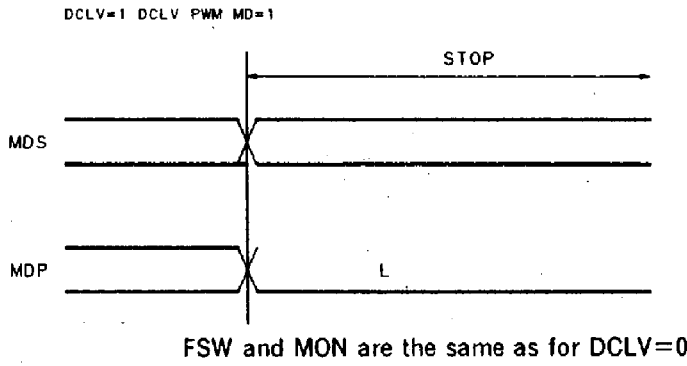 DCLV=1 DCLV PWM MD=1
STOP
MDS
MDP
L
FSW and MON are the same as for DCLV=0